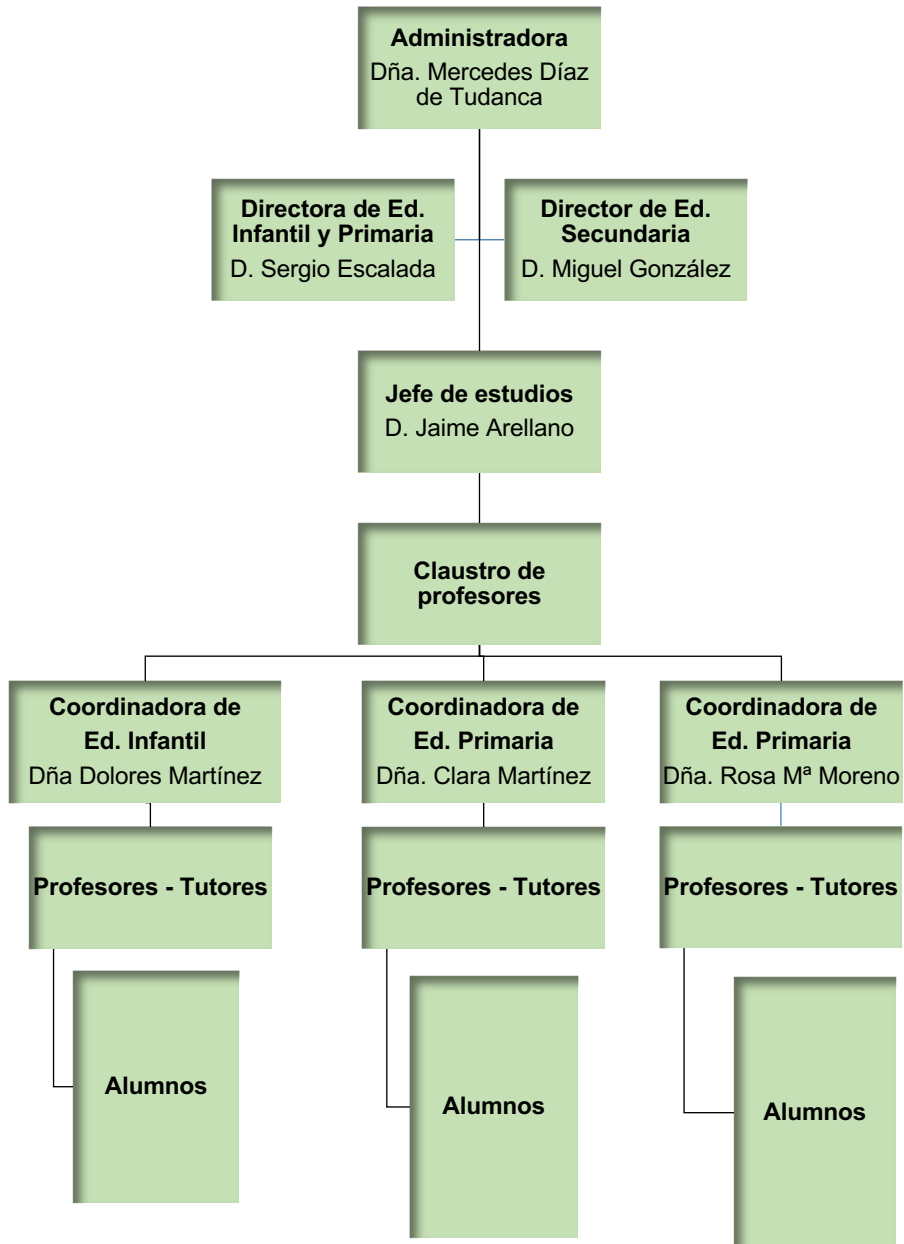 Administradora
Dña. Mercedes Díaz
de Tudanca
Directora de Ed.
Infantil y Primaria
D. Sergio Escalada
Director de Ed.
Secundaria
D. Miguel González
Jefe de estudios
D. Jaime Arellano
Claustro de
profesores
Coordinadora de
Ed. Infantil
Dña Dolores Martínez
Coordinadora de
Ed. Primaria
Dña. Clara Martínez
Coordinadora de
Ed. Primaria
Dña. Rosa Mª Moreno
Profesores - Tutores
Profesores - Tutores
Profesores - Tutores
Alumnos
Alumnos
Alumnos